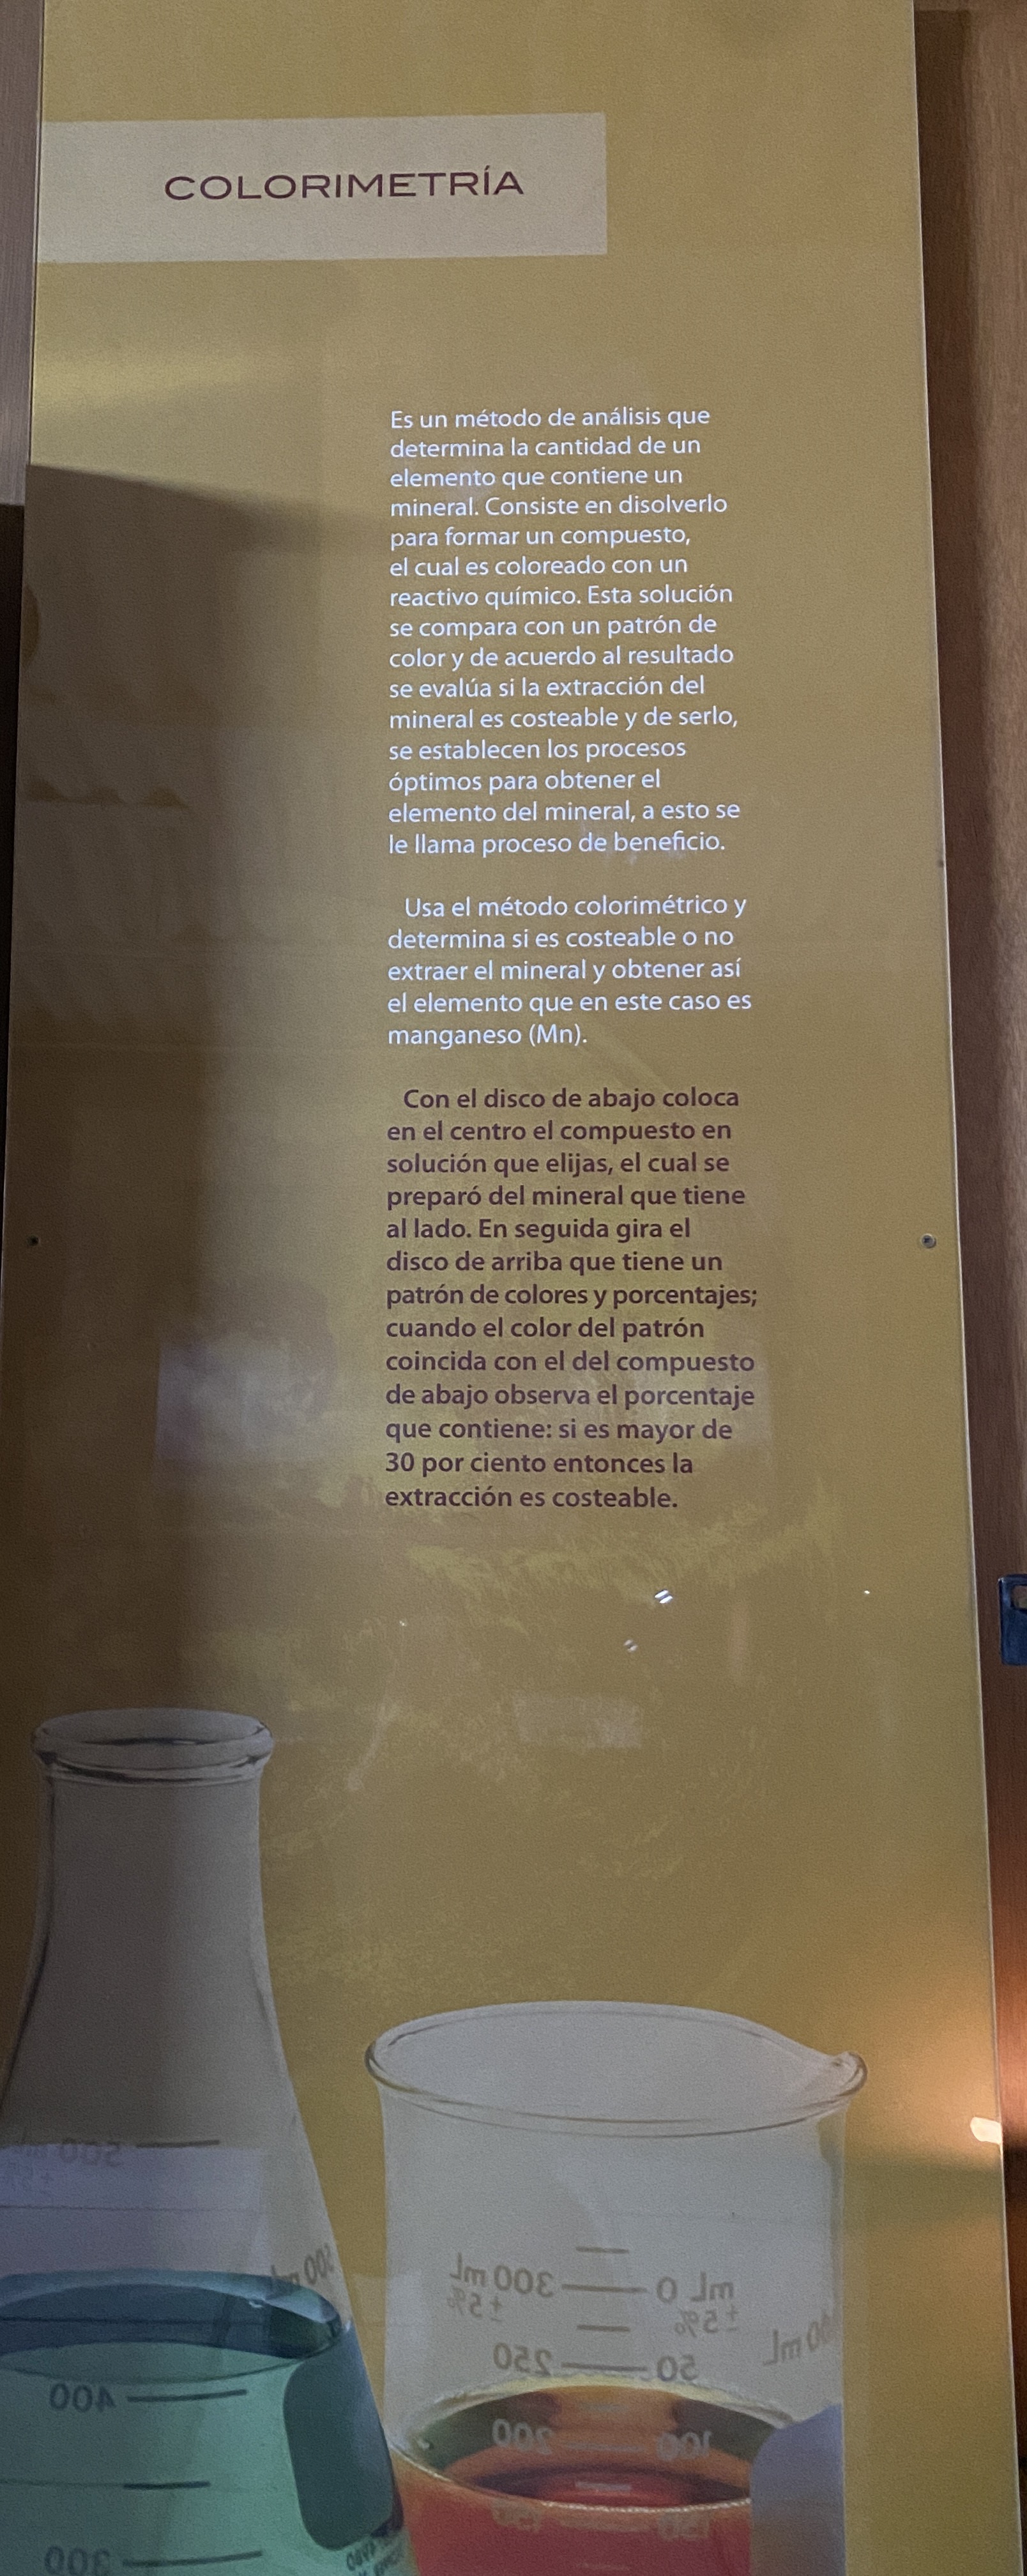 COLORIMETRÍA
Es un método de análisis que
determina la cantidad de un
elemento que contiene un
mineral. Consiste en disolverlo
para formar un compuesto,
el cual es coloreado con un
reactivo químico. Esta solución
se compara con un patrón de
color y de acuerdo al resultado
se evalúa si la extracción del
mineral es costeable y de serlo,
se establecen los procesos
óptimos para obtener el
elemento del mineral, a esto se
le llama proceso de beneficio.
Usa el método colorimétrico y
determina si es costeable o no
extraer el mineral y obtener así
el elemento que en este caso es
manganeso (Mn).
Con el disco de abajo coloca
en el centro el compuesto en
solución que elijas, el cual se
preparó del mineral que tiene
al lado. En seguida gira el
disco de arriba que tiene un
patrón de colores y porcentajes;
cuando el color del patrón
coincida con el del compuesto
de abajo observa el porcentaje
que contiene: si es mayor de
30 por ciento entonces la
extracción es costeable.
500
300 mL 0 mL
±5% ±5%
250 50
400
200 100
150 150
300